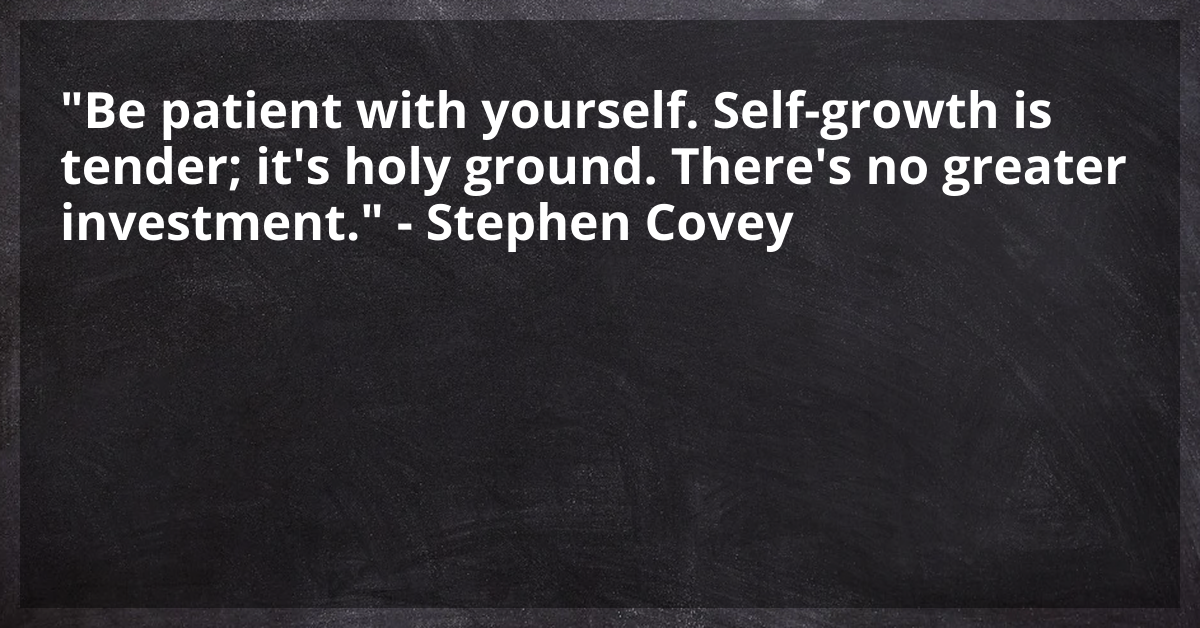 "Be patient with yourself. Self-growth is
tender; it's holy ground. There's no greater
investment." - Stephen Covey